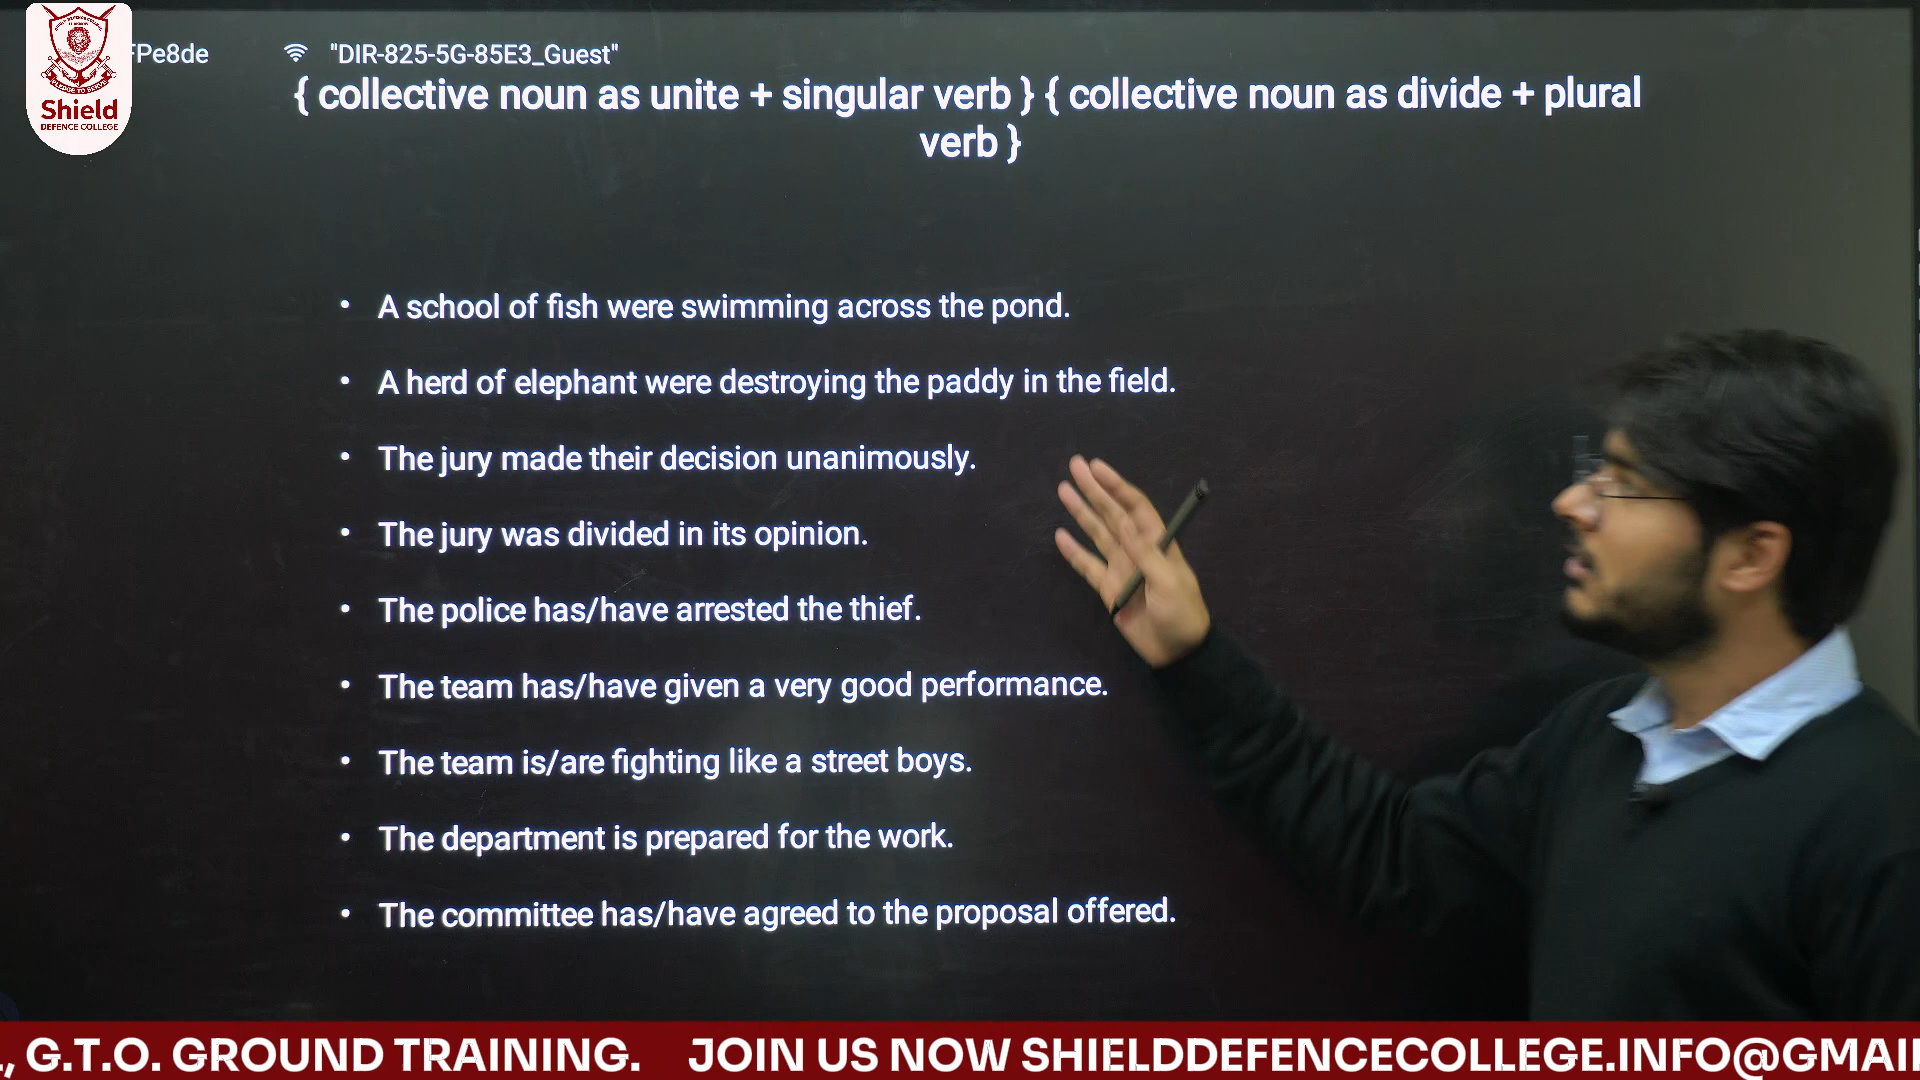 FPe8de "DIR-825-5G-85E3_Guest"
Shield
DEFENCE COLLEGE
{ collective noun as unite + singular verb } { collective noun as divide + plural
verb }
• A school of fish were swimming across the pond.
• A herd of elephant were destroying the paddy in the field.
• The jury made their decision unanimously.
• The jury was divided in its opinion.
• The police has/have arrested the thief.
• The team has/have given a very good performance.
• The team is/are fighting like a street boys.
• The department is prepared for the work.
• The committee has/have agreed to the proposal offered.
, G.T.O. GROUND TRAINING. JOIN US NOW SHIELDDEFENCECOLLEGE.INFO@GMAI